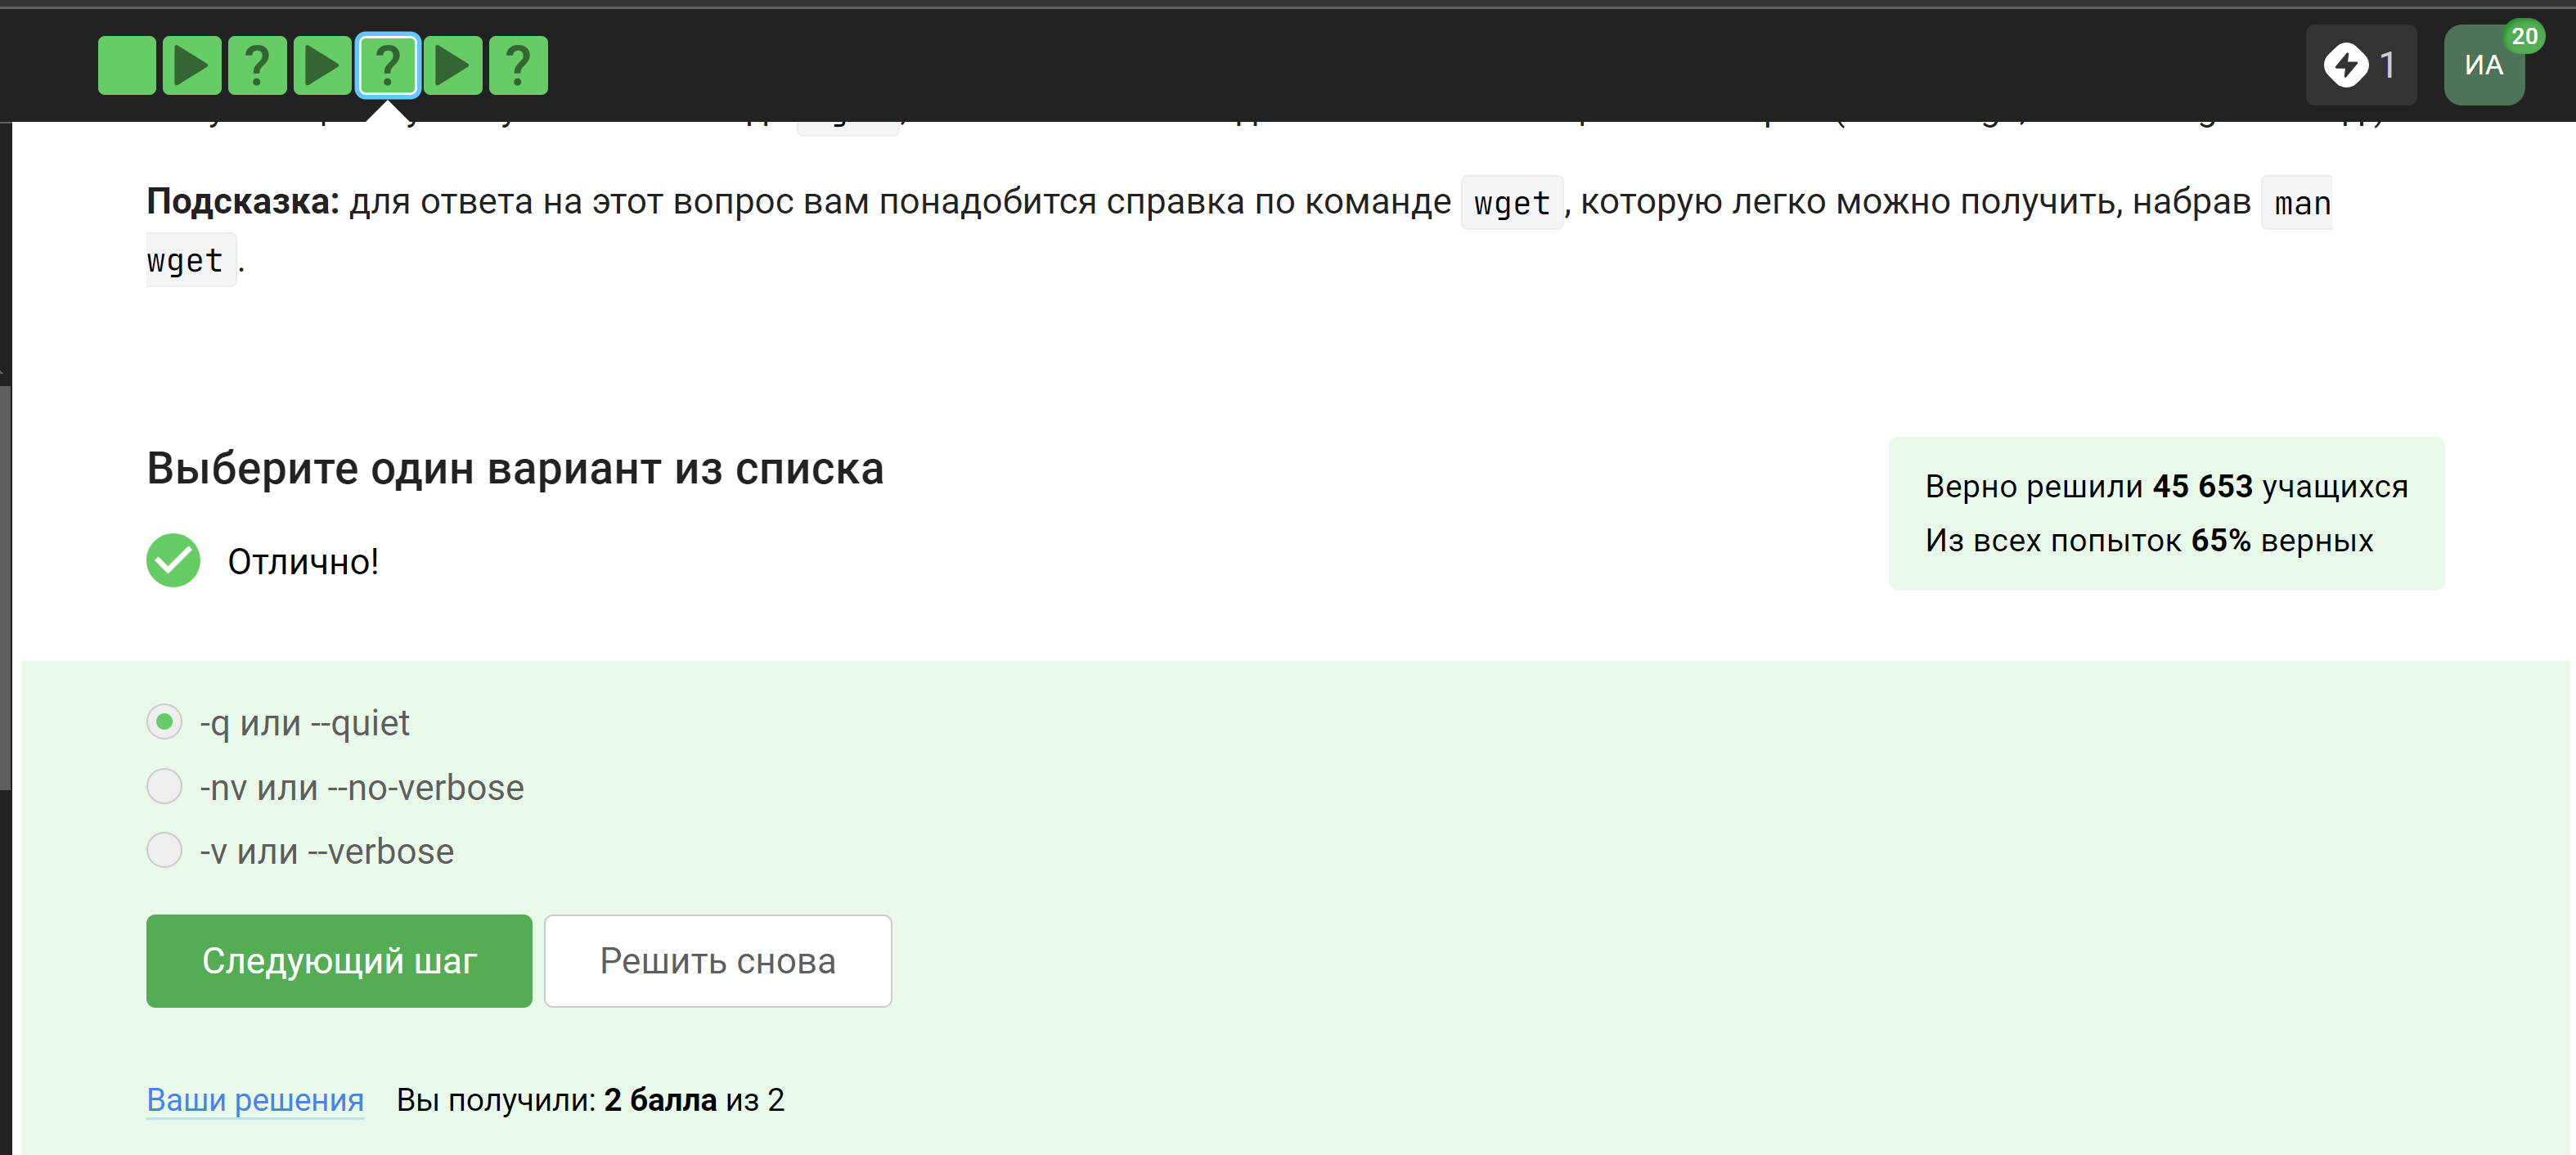 ? ? ?
1
ИА
20
Подсказка: для ответа на этот вопрос вам понадобится справка по команде wget, которую легко можно получить, набрав man
wget.
Выберите один вариант из списка
Верно решили 45 653 учащихся
Из всех попыток 65% верных
Отлично!
-q или --quiet
-nv или --no-verbose
-v или --verbose
Следующий шаг
Решить снова
Ваши решения Вы получили: 2 балла из 2